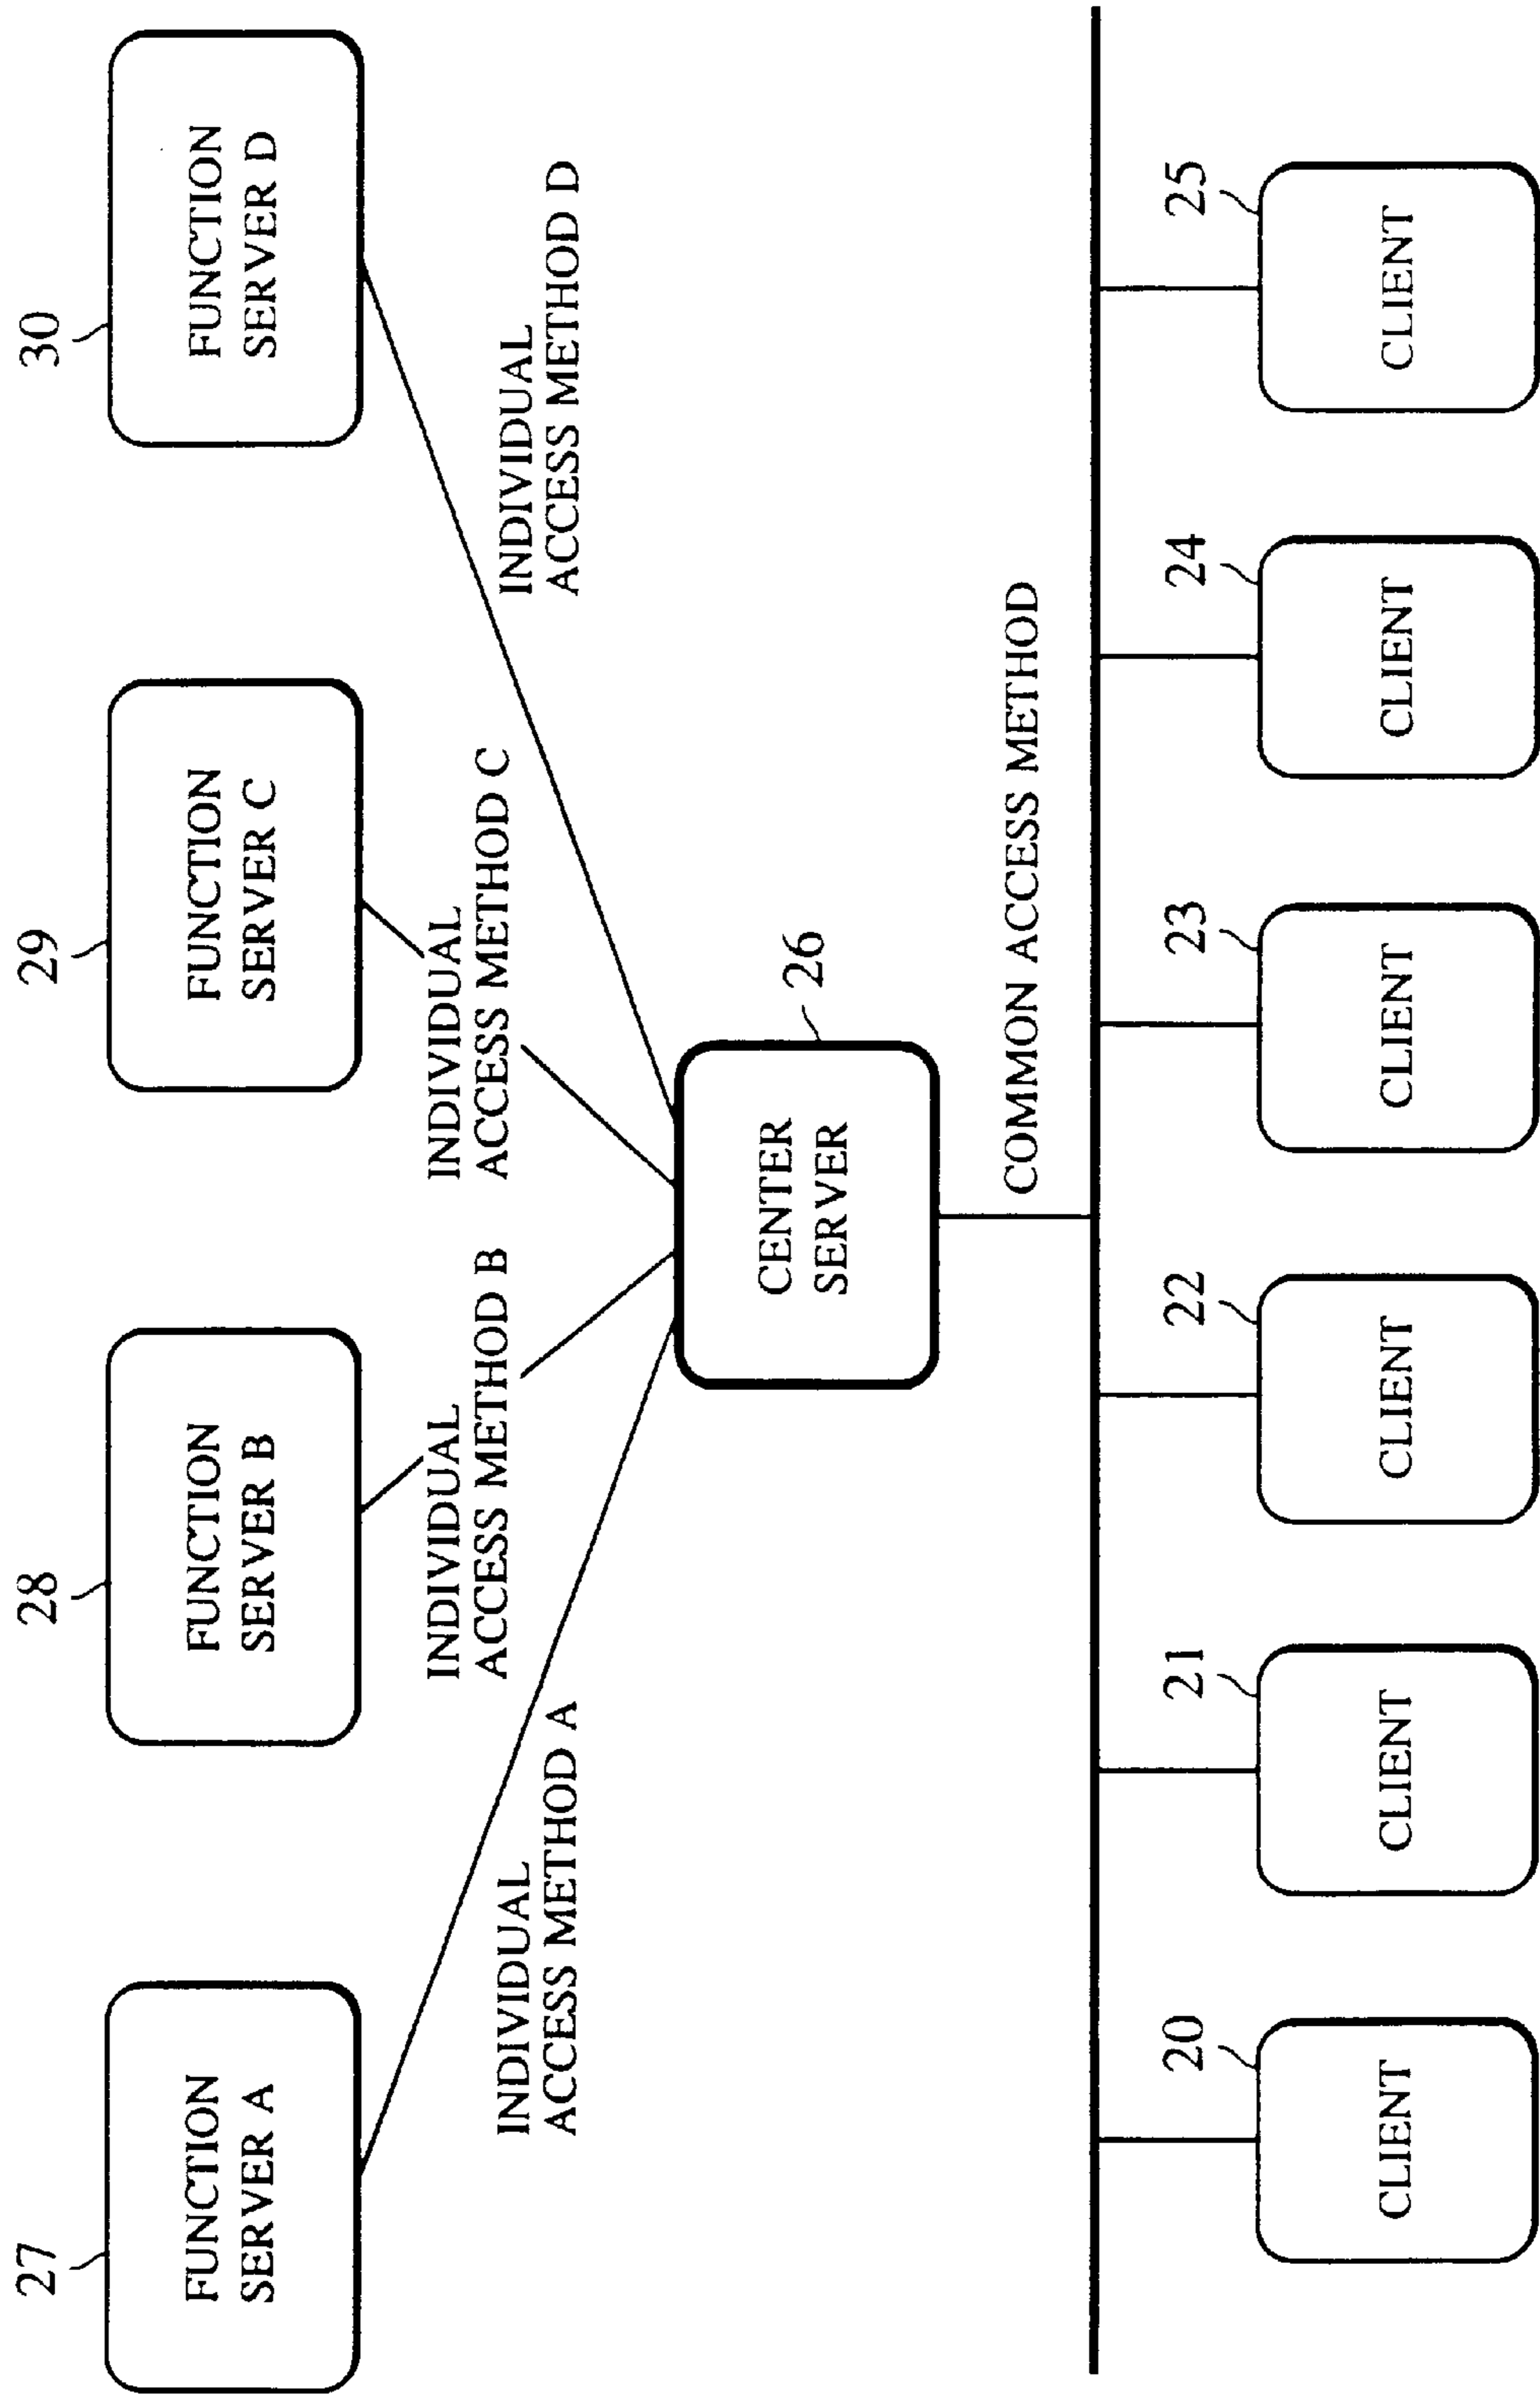 27
FUNCTION
SERVER A
28
FUNCTION
SERVER B
29
FUNCTION
SERVER C
30
FUNCTION
SERVER D
INDIVIDUAL
ACCESS METHOD A
INDIVIDUAL
ACCESS METHOD B
INDIVIDUAL
ACCESS METHOD C
INDIVIDUAL
ACCESS METHOD D
CENTER
SERVER
26
COMMON ACCESS METHOD
20
CLIENT
21
CLIENT
22
CLIENT
23
CLIENT
24
CLIENT
25
CLIENT